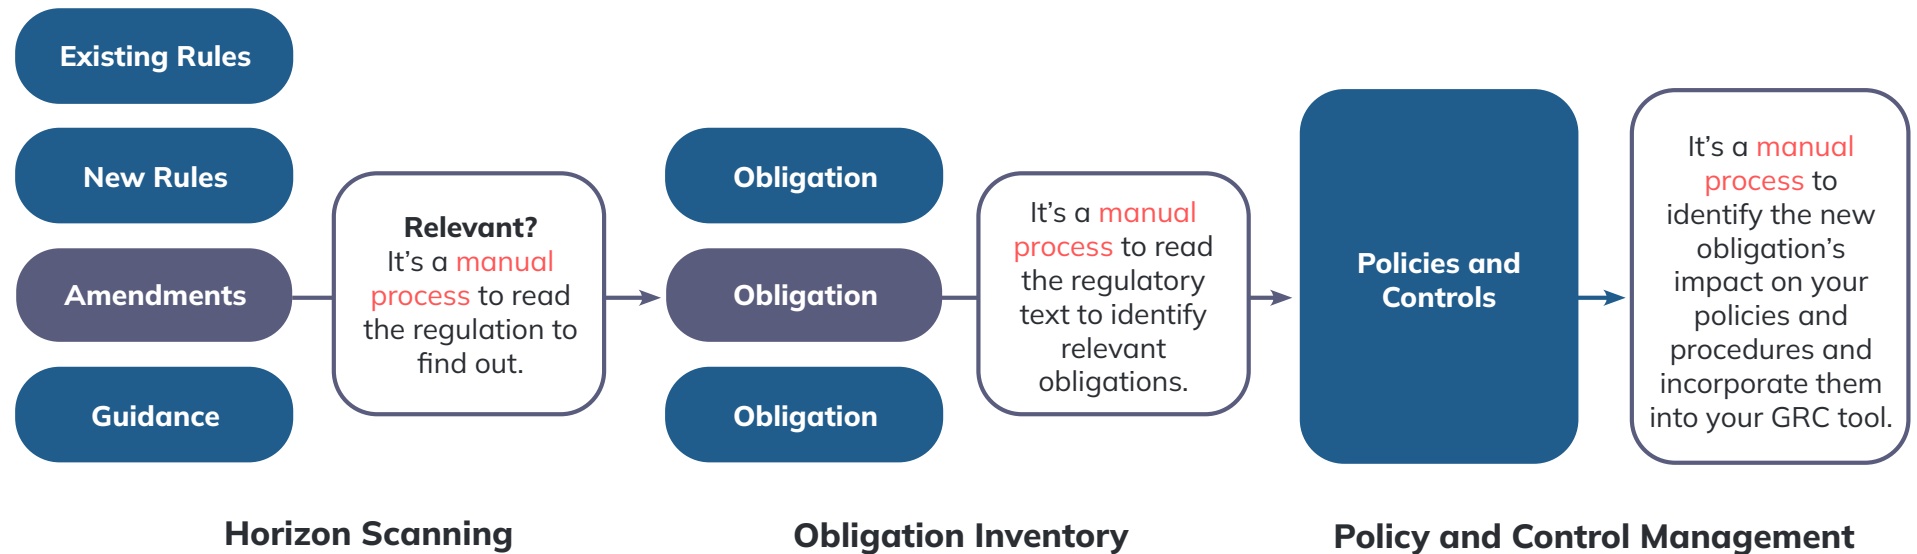 Existing Rules
New Rules
Amendments
Guidance
Relevant?
It’s a manual
process to read
the regulation to
find out.
Obligation
Obligation
Obligation
It’s a manual
process to read
the regulatory
text to identify
relevant
obligations.
Policies and
Controls
It’s a manual
process to
identify the new
obligation’s
impact on your
policies and
procedures and
incorporate them
into your GRC tool.
Horizon Scanning
Obligation Inventory
Policy and Control Management